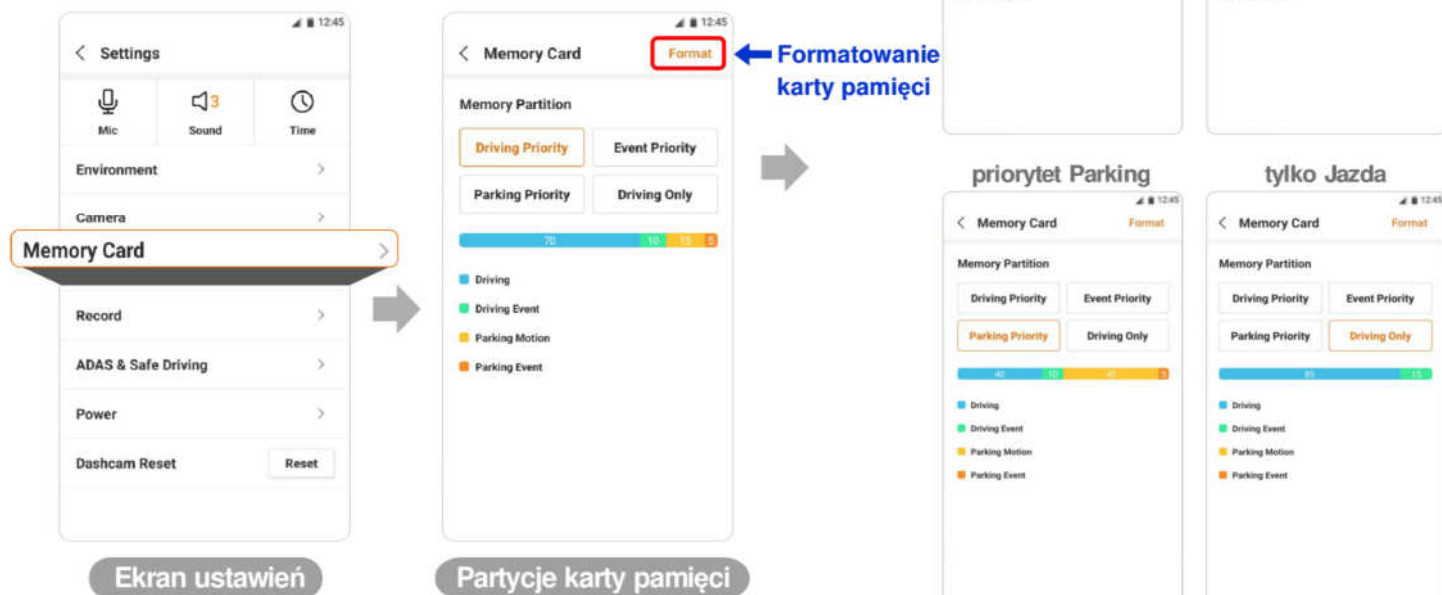 12:45
Settings
Mic
3
Sound
Time
Environment
Camera
Memory Card
Record
ADAS & Safe Driving
Power
Dashcam Reset
Reset
Ekran ustawień
12:45
Memory Card
Format
Memory Partition
Driving Priority
Event Priority
Parking Priority
Driving Only
70 10 15 5
Driving
Driving Event
Parking Motion
Parking Event
Partycje karty pamięci
Formatowanie
karty pamięci
priorytet Parking
12:45
Memory Card
Format
Memory Partition
Driving Priority
Event Priority
Parking Priority
Driving Only
40 10 45 5
Driving
Driving Event
Parking Motion
Parking Event
tylko Jazda
12:45
Memory Card
Format
Memory Partition
Driving Priority
Event Priority
Parking Priority
Driving Only
85 15
Driving
Driving Event
Parking Motion
Parking Event